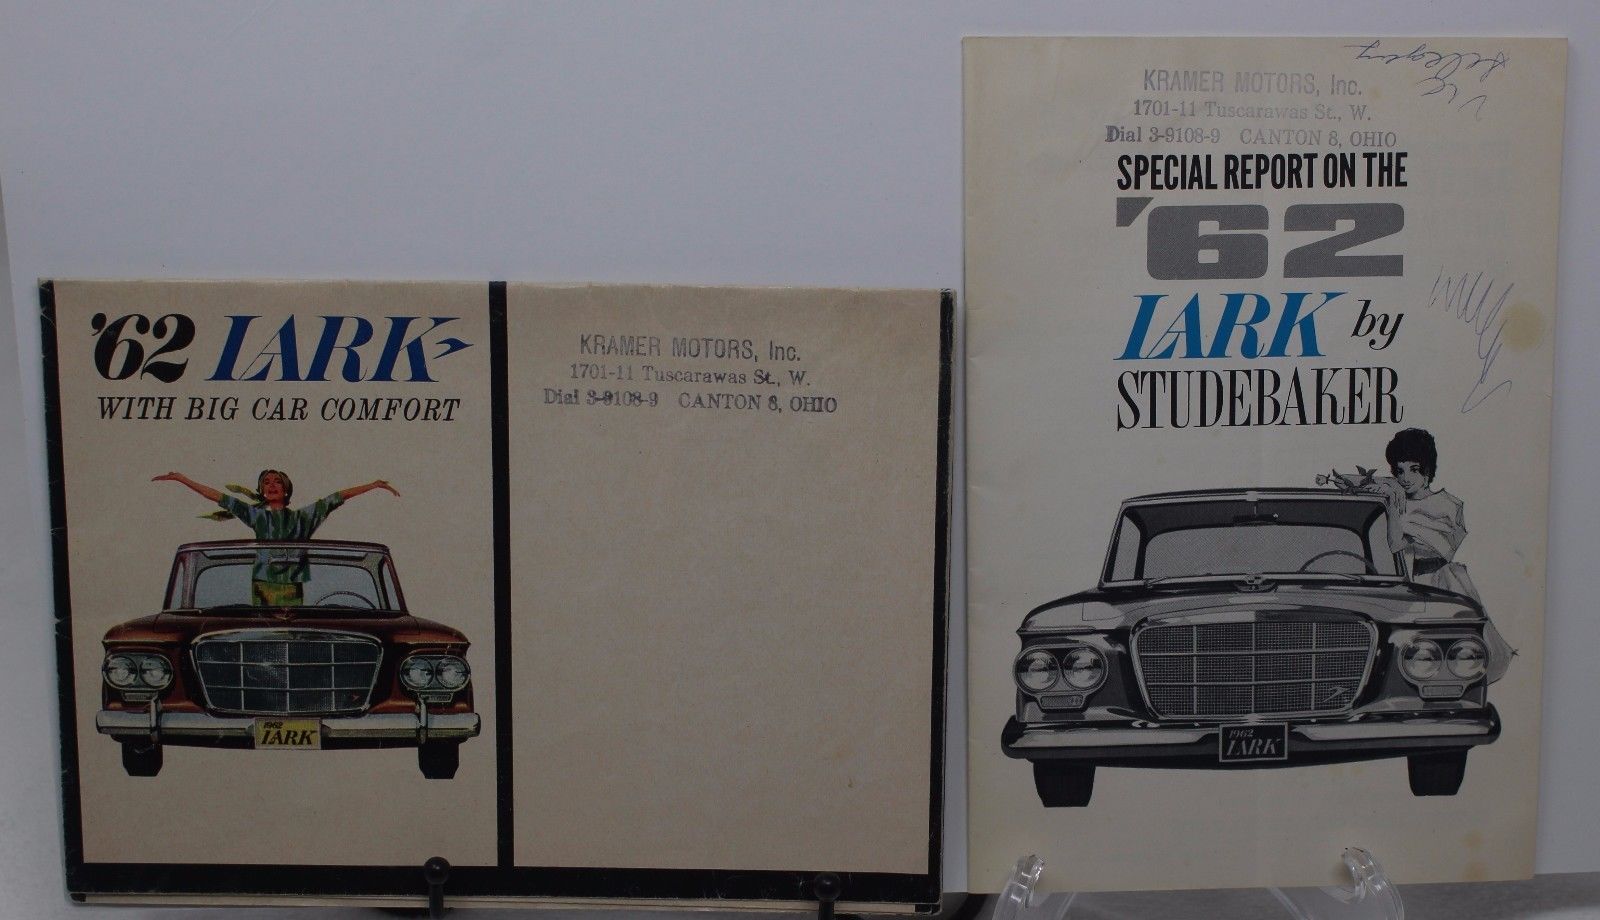 '62 LARK
WITH BIG CAR COMFORT
1962
LARK
KRAMER MOTORS, Inc.
1701-11 Tuscarawas St., W.
Dial 3-9108-9 CANTON 8, OHIO
KRAMER MOTORS, Inc.
1701-11 Tuscarawas St., W.
Dial 3-9108-9 CANTON 8, OHIO
SPECIAL REPORT ON THE
'62
LARK by
STUDEBAKER
1962
LARK